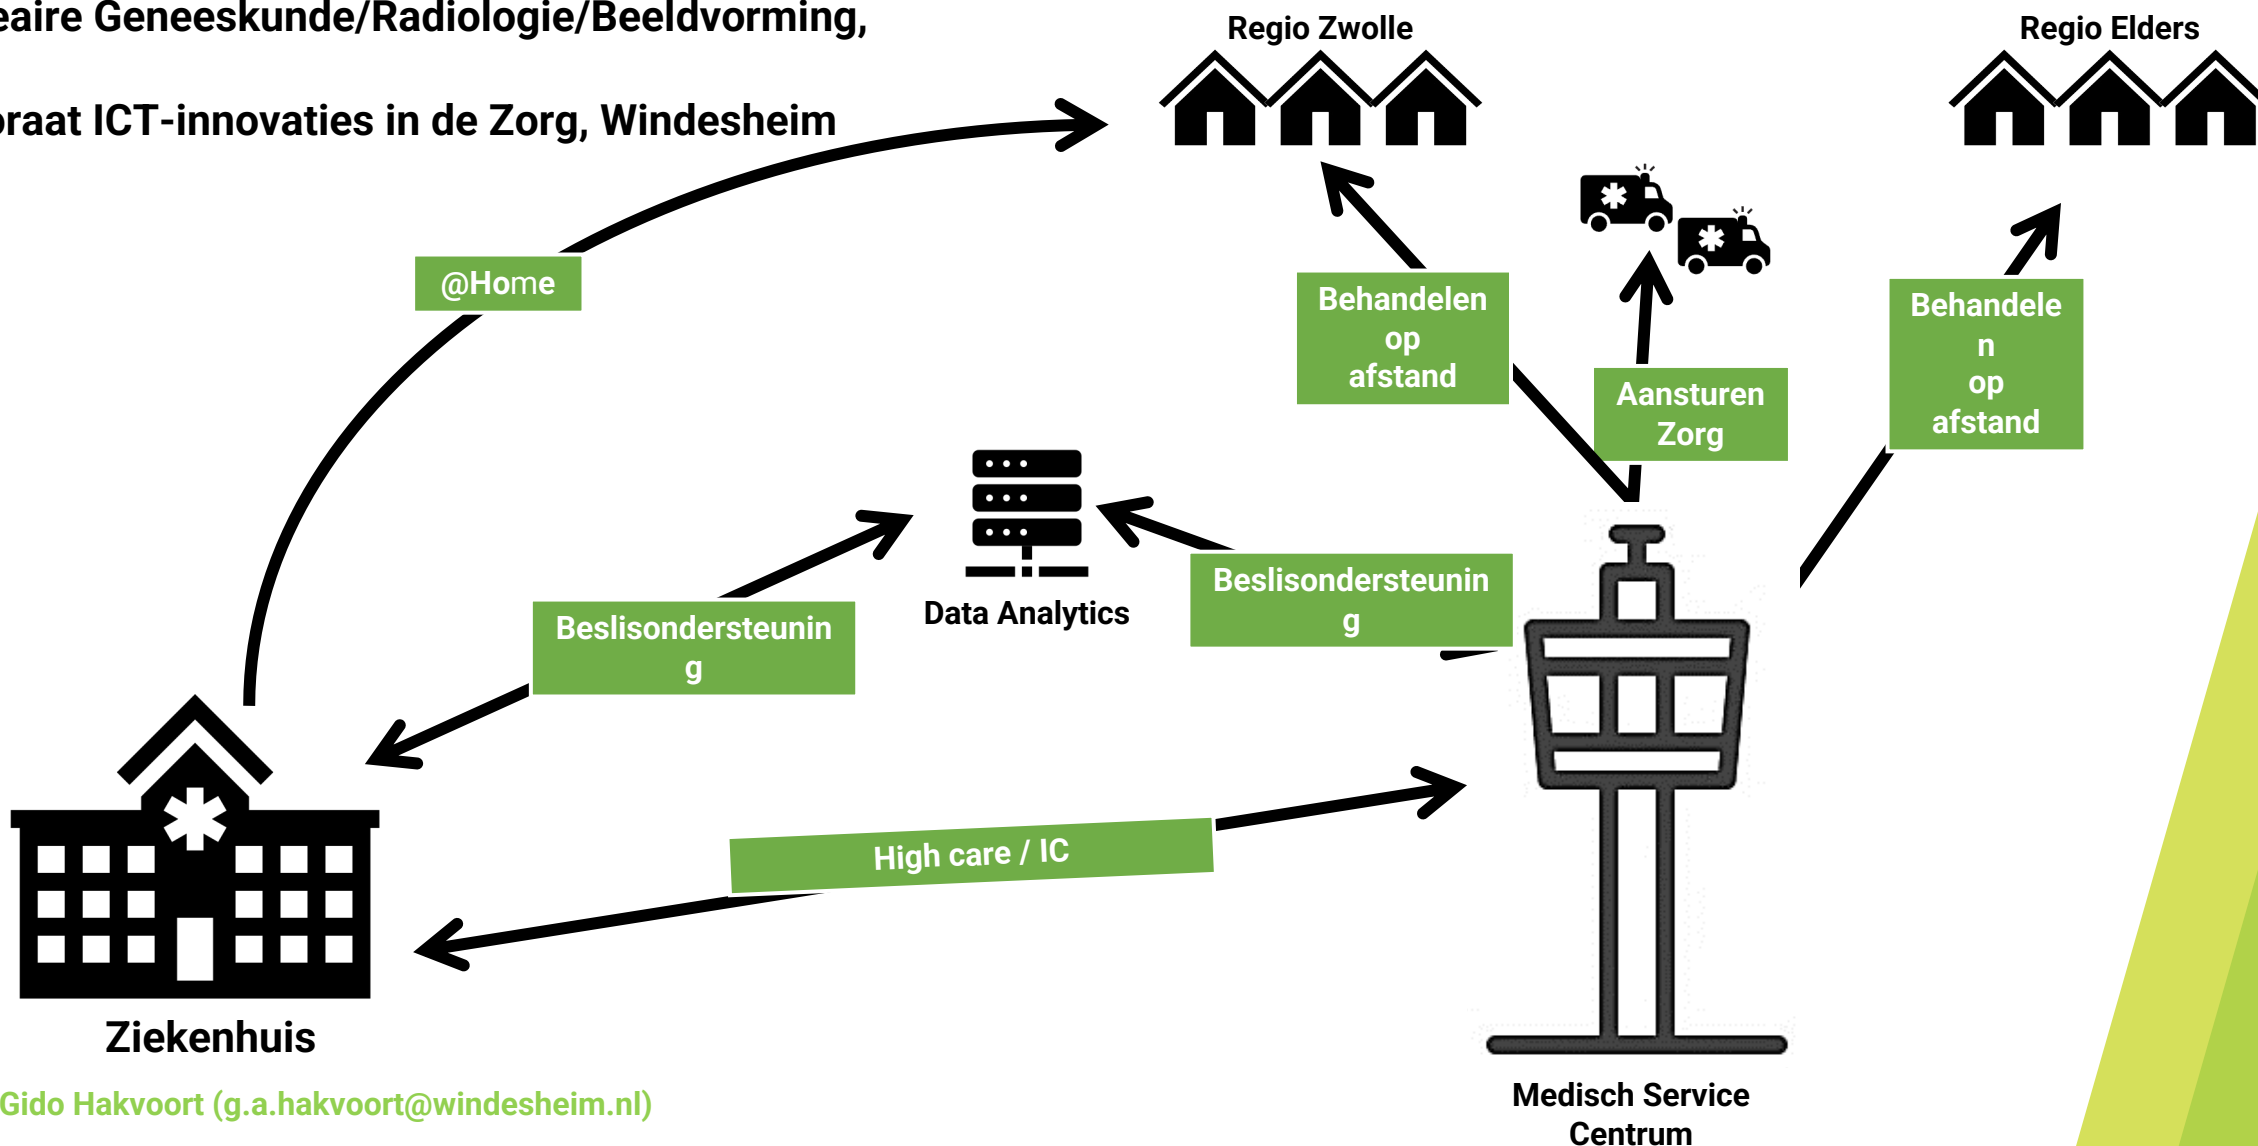 eaire Geneeskunde/Radiologie/Beeldvorming,
oraat ICT-innovaties in de Zorg, Windesheim
Regio Zwolle
Regio Elders
@Home
Behandelen
op
afstand
Aansturen
Zorg
Behandele
n
op
afstand
Data Analytics
Beslisondersteunin
g
Beslisondersteunin
g
High care / IC
Ziekenhuis
Medisch Service
Centrum
Gido Hakvoort (g.a.hakvoort@windesheim.nl)